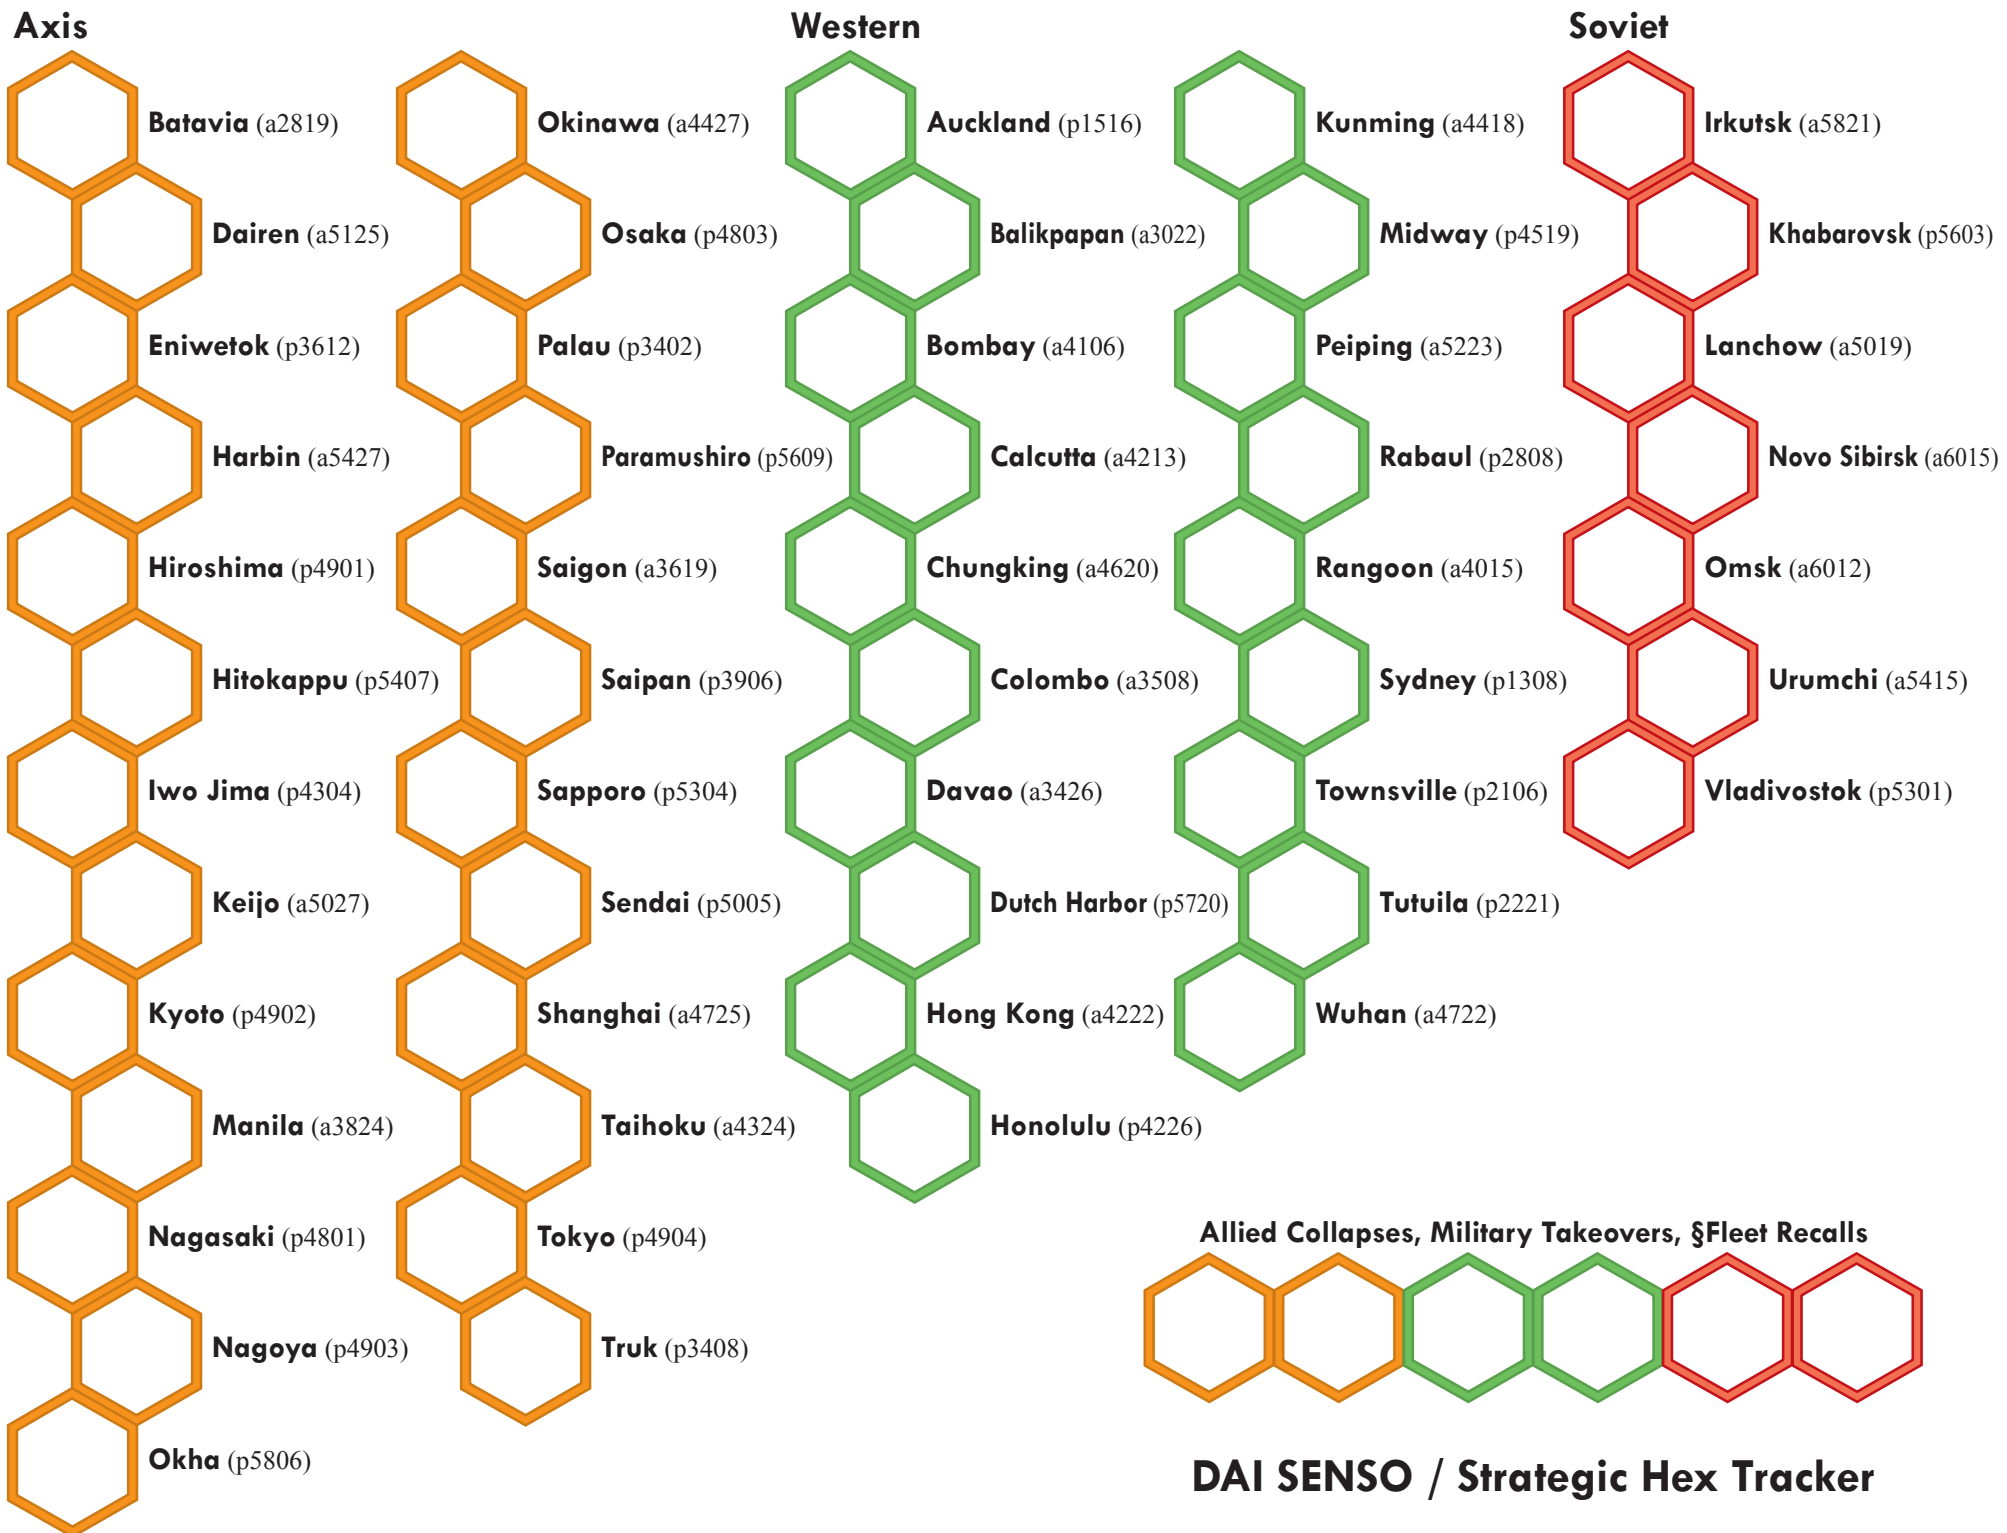 Axis
Batavia (a2819)
Dairen (a5125)
Eniwetok (p3612)
Harbin (a5427)
Hiroshima (p4901)
Hitokappu (p5407)
Iwo Jima (p4304)
Keijo (a5027)
Kyoto (p4902)
Manila (a3824)
Nagasaki (p4801)
Nagoya (p4903)
Okha (p5806)
Okinawa (a4427)
Osaka (p4803)
Palau (p3402)
Paramushiro (p5609)
Saigon (a3619)
Saipan (p3906)
Sapporo (p5304)
Sendai (p5005)
Shanghai (a4725)
Taihoku (a4324)
Tokyo (p4904)
Truk (p3408)
Western
Auckland (p1516)
Balikpapan (a3022)
Bombay (a4106)
Calcutta (a4213)
Chungking (a4620)
Colombo (a3508)
Davao (a3426)
Dutch Harbor (p5720)
Hong Kong (a4222)
Honolulu (p4226)
Kunming (a4418)
Midway (p4519)
Peiping (a5223)
Rabaul (p2808)
Rangoon (a4015)
Sydney (p1308)
Townsville (p2106)
Tutuila (p2221)
Wuhan (a4722)
Soviet
Irkutsk (a5821)
Khabarovsk (p5603)
Lanchow (a5019)
Novo Sibirsk (a6015)
Omsk (a6012)
Urumchi (a5415)
Vladivostok (p5301)
Allied Collapses, Military Takeovers, §Fleet Recalls
DAI SENSO / Strategic Hex Tracker